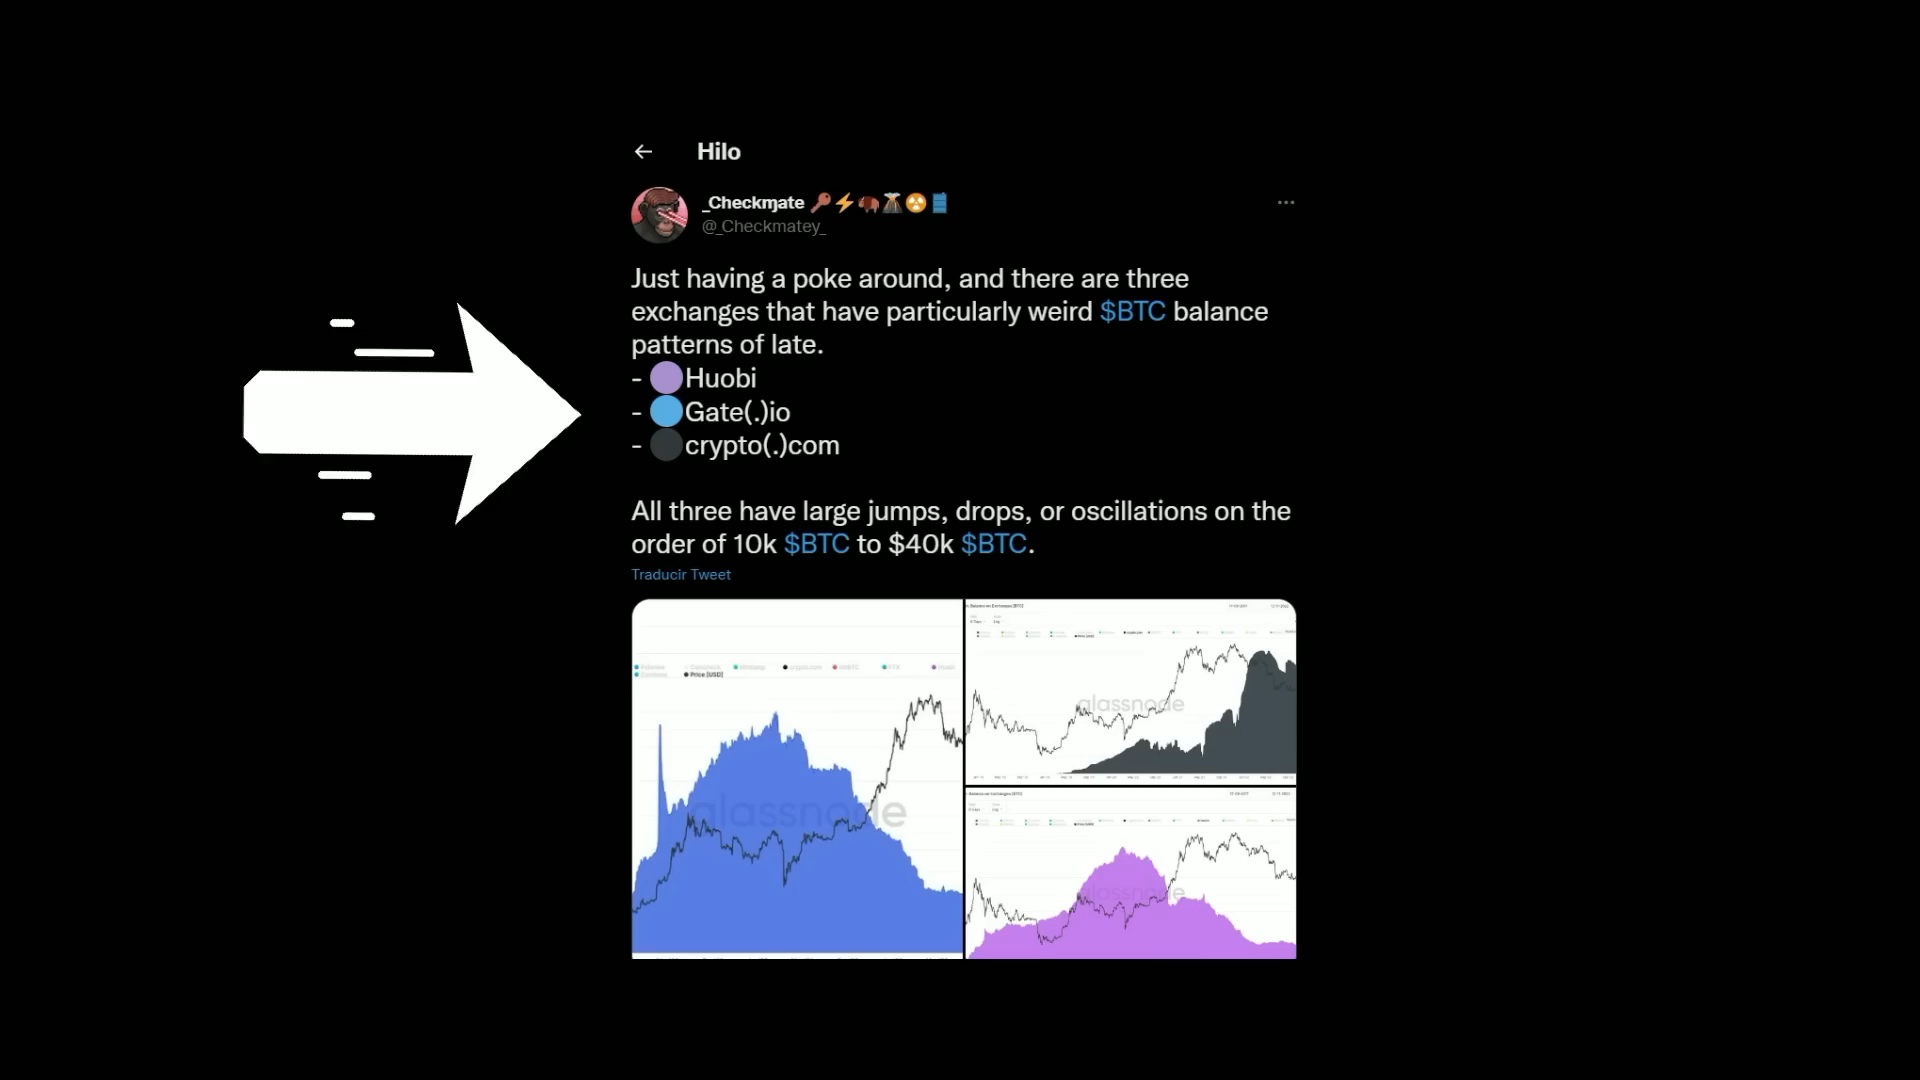 Hilo
_Checkmate
@_Checkmatey_
Just having a poke around, and there are three
exchanges that have particularly weird $BTC balance
patterns of late.
- Huobi
- Gate(.)io
- crypto(.)com
All three have large jumps, drops, or oscillations on the
order of 10k $BTC to $40k $BTC.
Traducir Tweet
Price [USD]
glassnode
glassnode
glassnode